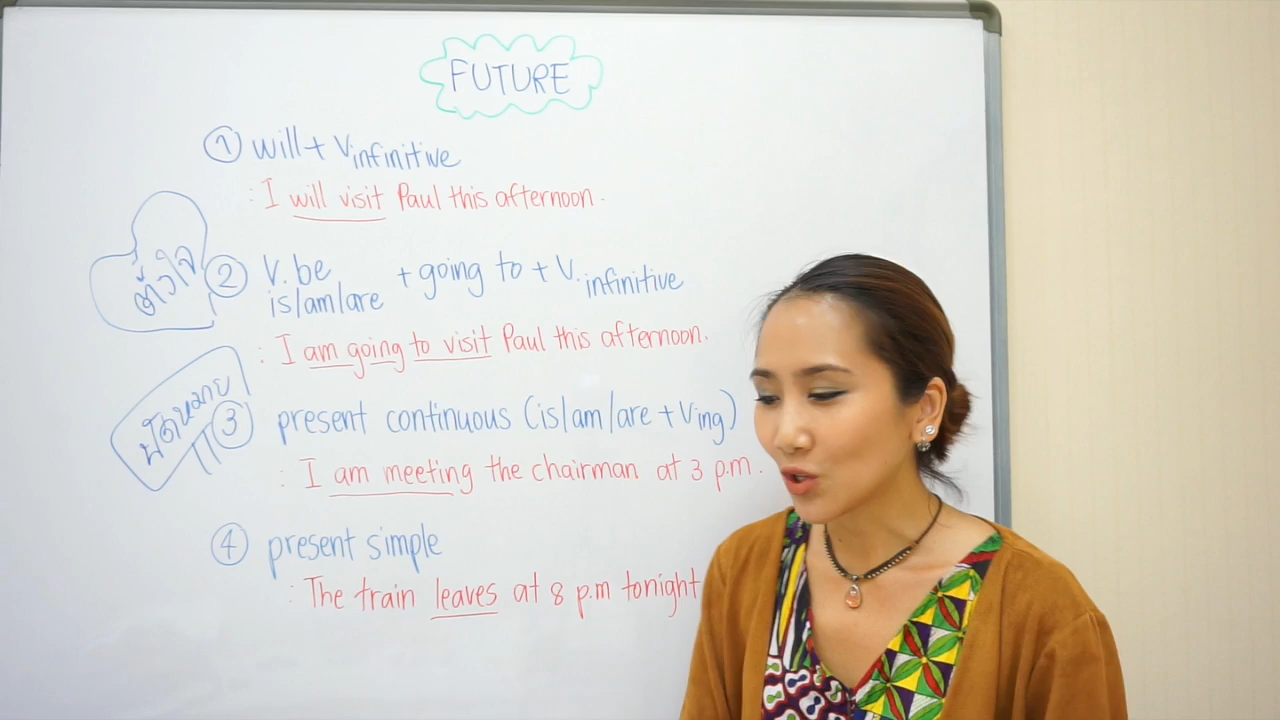 FUTURE
① will + Vinfinitive
: I will visit Paul this afternoon.
ตั้งใจ
② V. be + going to + V. infinitive
is/am/are
: I am going to visit Paul this afternoon.
นัดหมาย
③ present continuous (is/am/are + Ving)
: I am meeting the chairman at 3 p.m.
④ present simple
: The train leaves at 8 p.m tonight